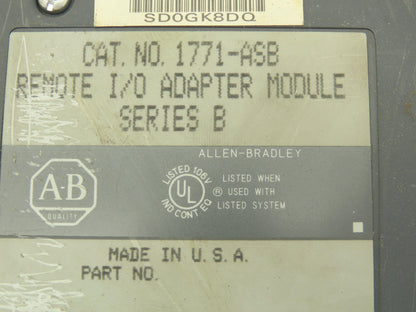 SD0GK8DQ
CAT. NO. 1771-ASB
REMOTE I/O ADAPTER MODULE
SERIES B
ALLEN-BRADLEY
A-B
QUALITY
LISTED 106V
UL
IND CONT EQ
®
LISTED WHEN
USED WITH
LISTED SYSTEM
MADE IN U.S.A.
PART NO.